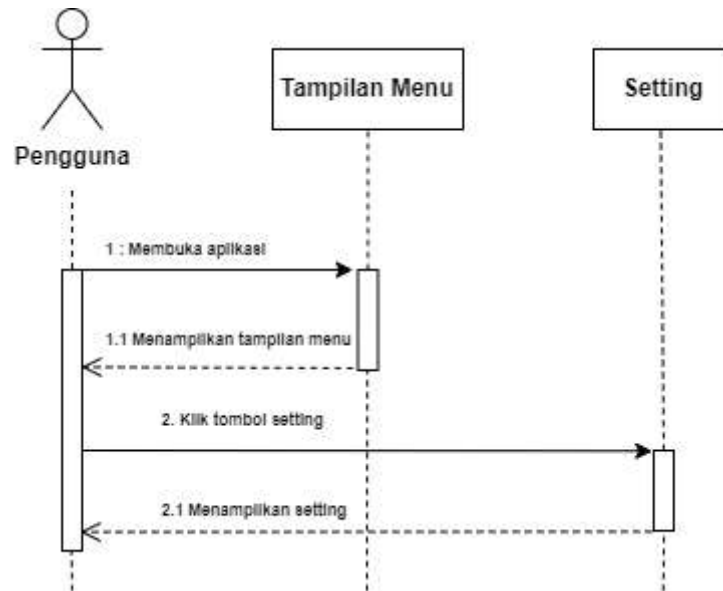 Tampilan Menu
Setting
Pengguna
1 : Membuka aplikasi
1.1 Menampilkan tampilan menu
2. Klik tombol setting
2.1 Menampilkan setting